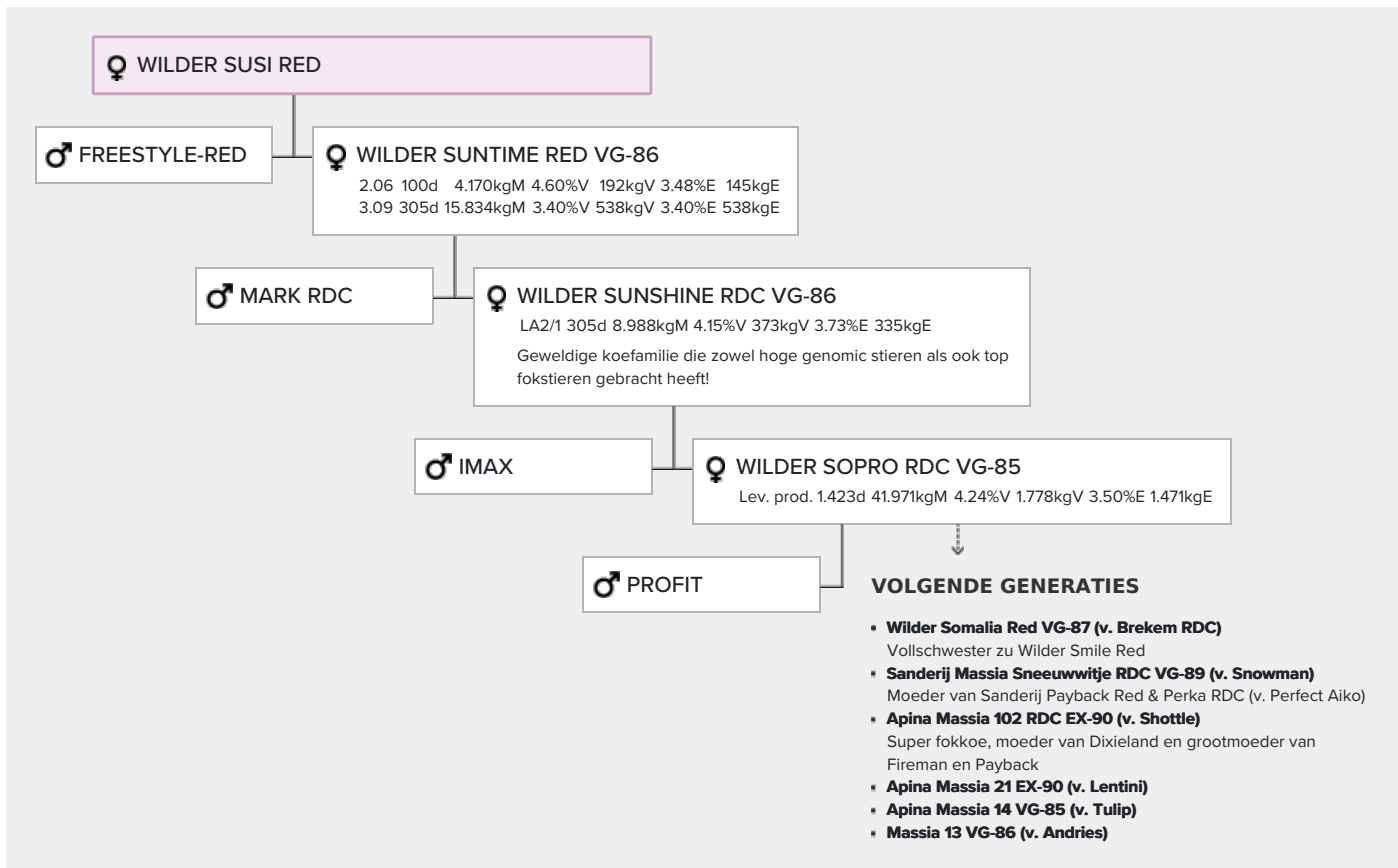 WILDER SUSI RED
FREESTYLE-RED
WILDER SUNTIME RED VG-86
2.06 100d 4.170kgM 4.60%V 192kgV 3.48%E 145kgE
3.09 305d 15.834kgM 3.40%V 538kgV 3.40%E 538kgE
MARK RDC
WILDER SUNSHINE RDC VG-86
LA2/1 305d 8.988kgM 4.15%V 373kgV 3.73%E 335kgE
Geweldige koefamilie die zowel hoge genomic stieren als ook top
fokstieren gebracht heeft!
IMAX
WILDER SOPRO RDC VG-85
Lev. prod. 1.423d 41.971kgM 4.24%V 1.778kgV 3.50%E 1.471kgE
PROFIT
VOLGENDE GENERATIES
Wilder Somalia Red VG-87 (v. Brekem RDC)
Vollschwester zu Wilder Smile Red
Sanderij Massia Sneeuwwitje RDC VG-89 (v. Snowman)
Moeder van Sanderij Payback Red & Perka RDC (v. Perfect Aiko)
Apina Massia 102 RDC EX-90 (v. Shottle)
Super fokkoe, moeder van Dixieland en grootmoeder van
Fireman en Payback
Apina Massia 21 EX-90 (v. Lentini)
Apina Massia 14 VG-85 (v. Tulip)
Massia 13 VG-86 (v. Andries)